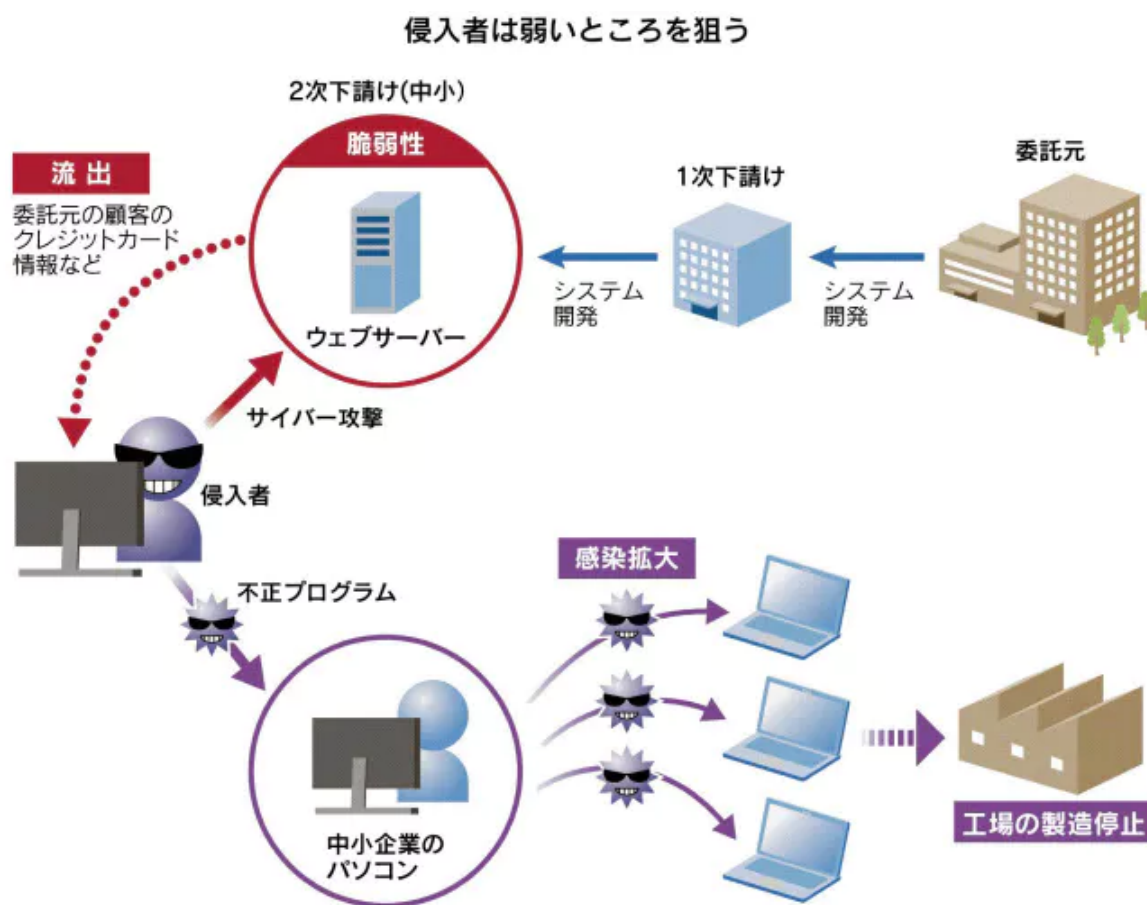 侵入者は弱いところを狙う
2次下請け(中小)
脆弱性
ウェブサーバー
流出
委託元の顧客の
クレジットカード
情報など
1次下請け
委託元
システム
開発
システム
開発
サイバー攻撃
侵入者
不正プログラム
感染拡大
中小企業の
パソコン
工場の製造停止